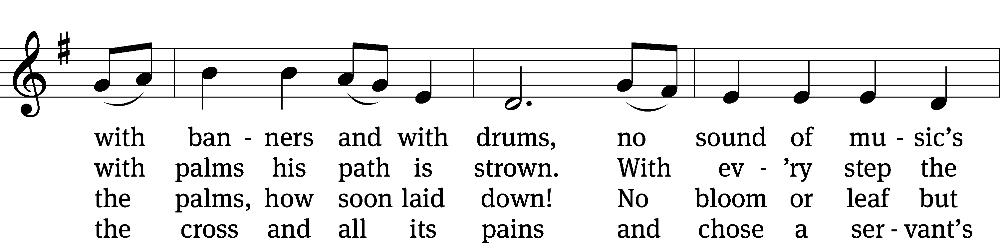 with ban - ners and with drums, no sound of mu - sic’s
with palms his path is strown. With ev - ’ry step the
the palms, how soon laid down! No bloom or leaf but
the cross and all its pains and chose a ser - vant’s